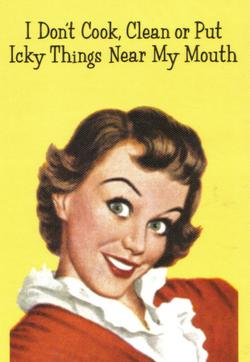 I Don't Cook, Clean or Put
Icky Things Near My Mouth